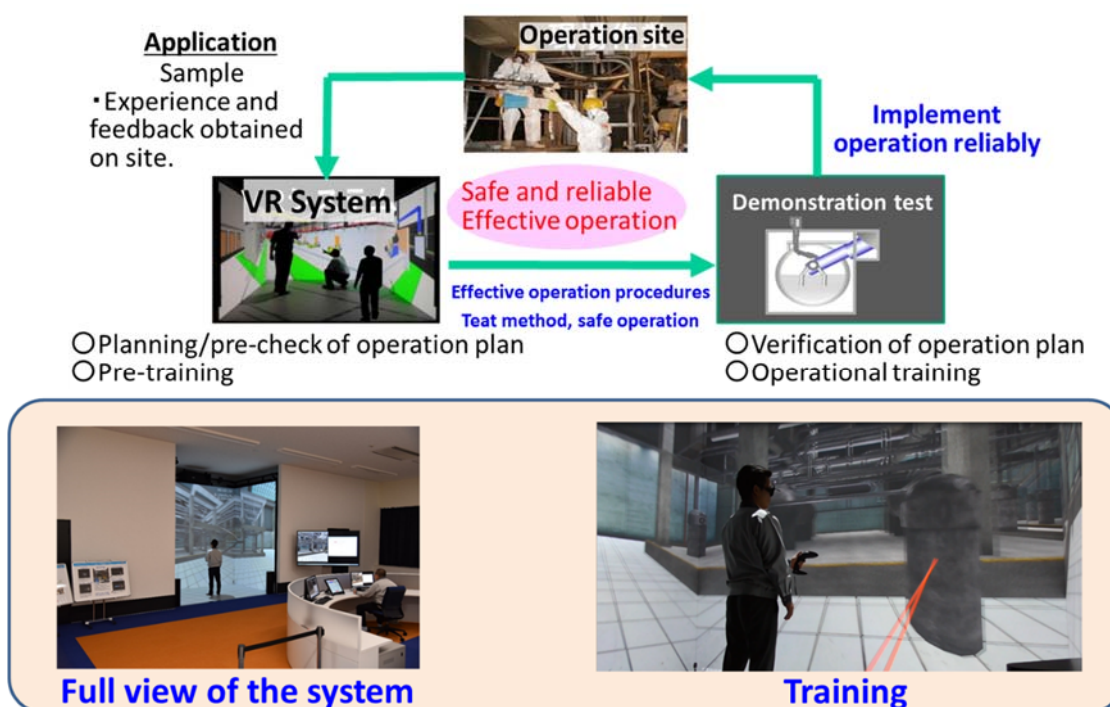 Application
Sample
・Experience and
feedback obtained
on site.
Operation site
Implement
operation reliably
VR System
Safe and reliable
Effective operation
Demonstration test
Effective operation procedures
Teat method, safe operation
○Planning/pre-check of operation plan
○Pre-training
○Verification of operation plan
○Operational training
Full view of the system
Training